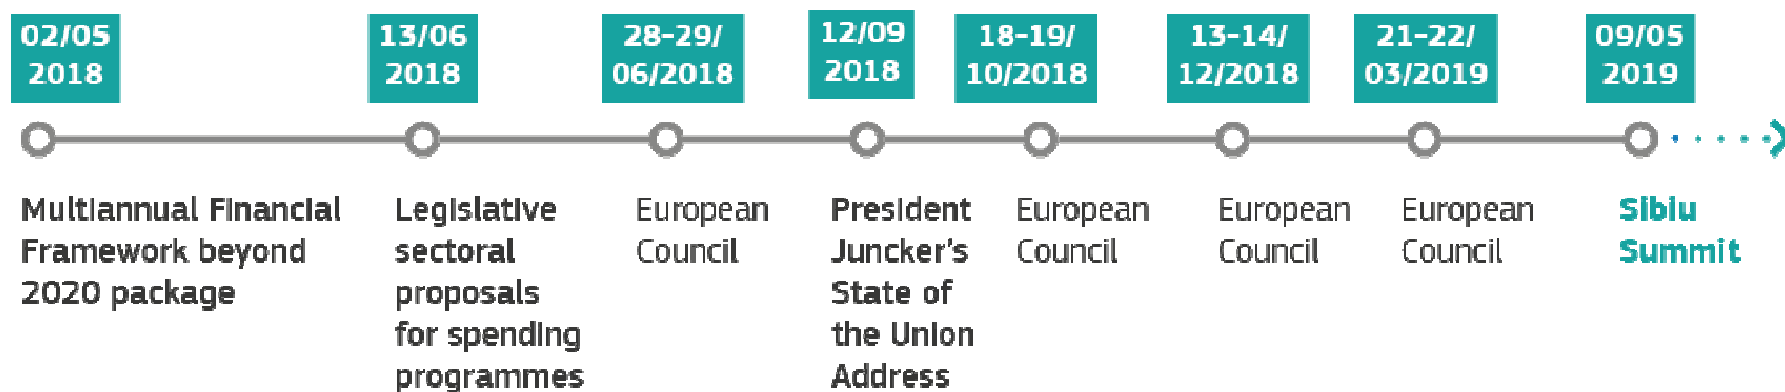 02/05
2018
13/06
2018
28-29/
06/2018
12/09
2018
18-19/
10/2018
13-14/
12/2018
21-22/
03/2019
09/05
2019
Multiannual Financial
Framework beyond
2020 package
Legislative
sectoral
proposals
for spending
programmes
European
Council
President
Juncker's
State of
the Union
Address
European
Council
European
Council
European
Council
Sibiu
Summit